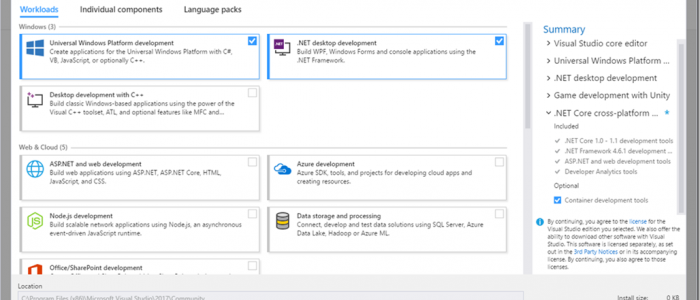 Workloads Individual components Language packs
Windows (3)
Universal Windows Platform development
Create applications for the Universal Windows Platform with C#,
VB, JavaScript, or optionally C++.
.NET desktop development
Build WPF, Windows Forms and console applications using the
.NET Framework.
Desktop development with C++
Build classic Windows-based applications using the power of the
Visual C++ toolset, ATL, and optional features like MFC and...
Web & Cloud (5)
ASP.NET and web development
Build web applications using ASP.NET, ASP.NET Core, HTML,
JavaScript, and CSS.
Azure development
Azure SDK, tools, and projects for developing cloud apps and
creating resources.
Node.js development
Build scalable network applications using Node.js, an asynchronous
event-driven JavaScript runtime.
Data storage and processing
Connect, develop and test data solutions using SQL Server, Azure
Data Lake, Hadoop or Azure ML.
Office/SharePoint development
Summary
Visual Studio core editor
Universal Windows Platform ...
.NET desktop development
Game development with Unity
.NET Core cross-platform ... *
Included
.NET Core 1.0 - 1.1 development tools
.NET Framework 4.6.1 development ...
ASP.NET and web development tools
Developer Analytics tools
Optional
Container development tools
By continuing, you agree to the license for the
Visual Studio edition you selected. We also offer the
ability to download other software with Visual
Studio. This software is licensed separately, as set
out in the 3rd Party Notices or in its accompanying
license. By continuing, you also agree to those
licenses.
Location
C:\Program Files (x86)\Microsoft Visual Studio\2017\Community
Install size: 0 KB